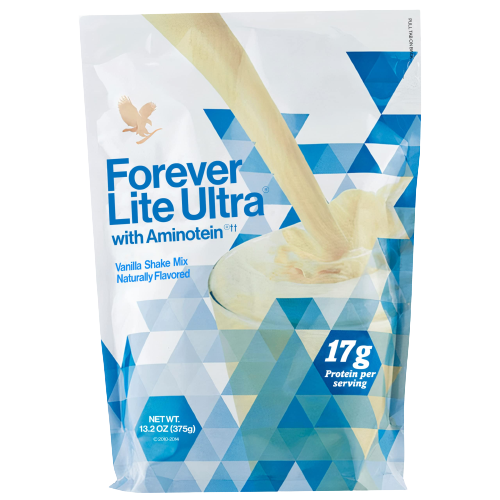 Forever
Lite Ultra®
with Aminotein®††
Vanilla Shake Mix
Naturally Flavored
17g
Protein per
serving
NET WT.
13.2 OZ (375g)